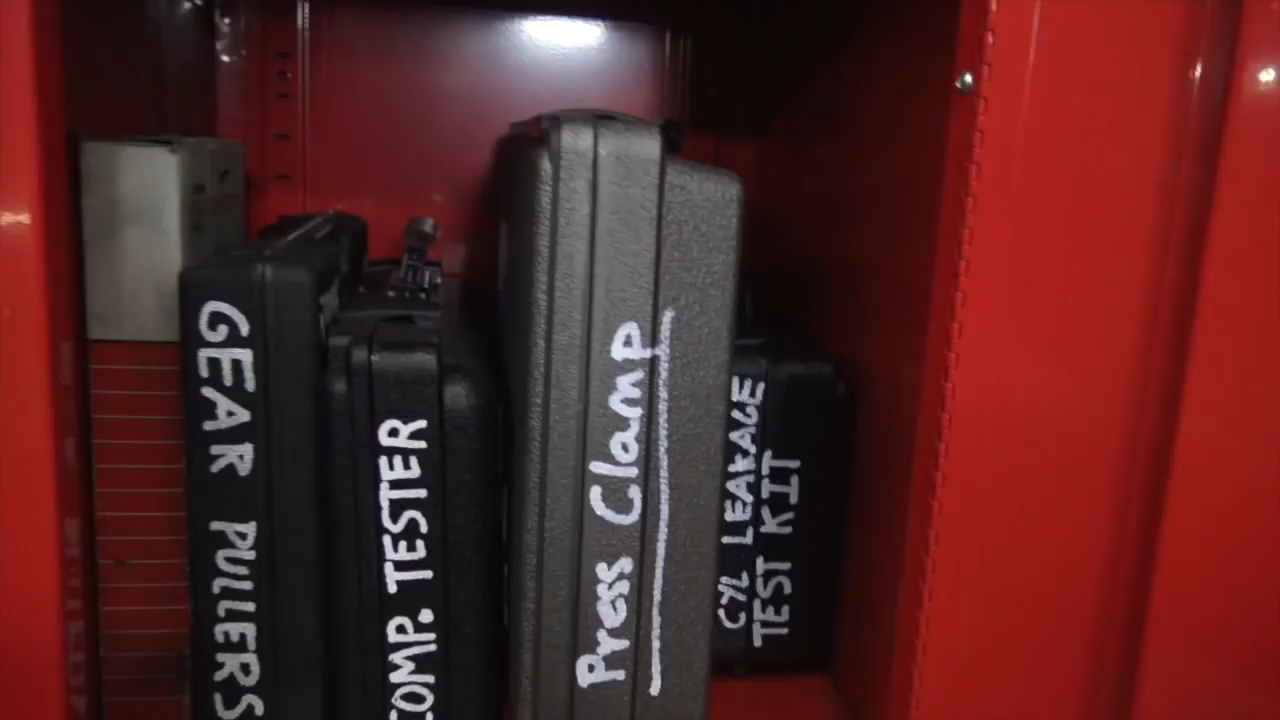 GEAR PULLERS
COMP. TESTER
Press Clamp
CYL LEAKAGE
TEST KIT